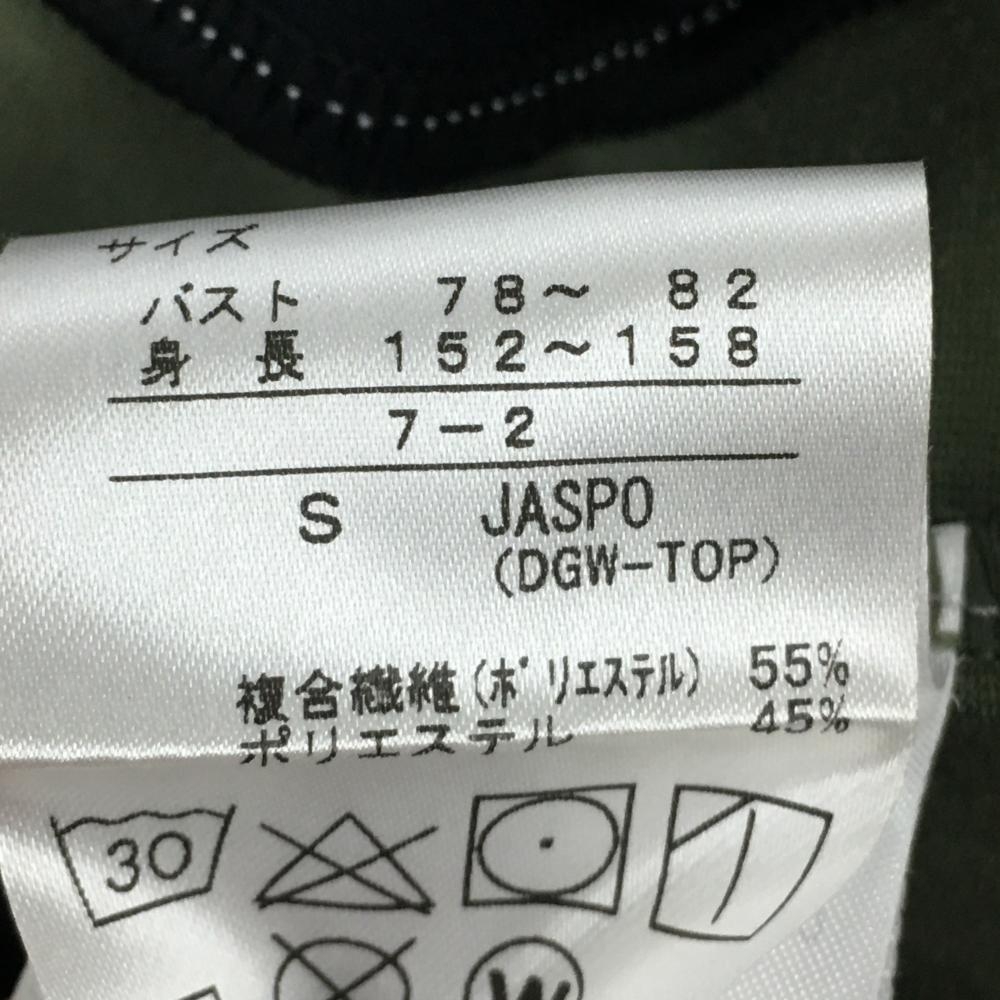 サイズ
バスト 78～ 82
身 長 152～158
7-2
S JASPO
(DGW-TOP)
複合繊維(ポリエステル) 55%
ポリエステル 45%
30
W